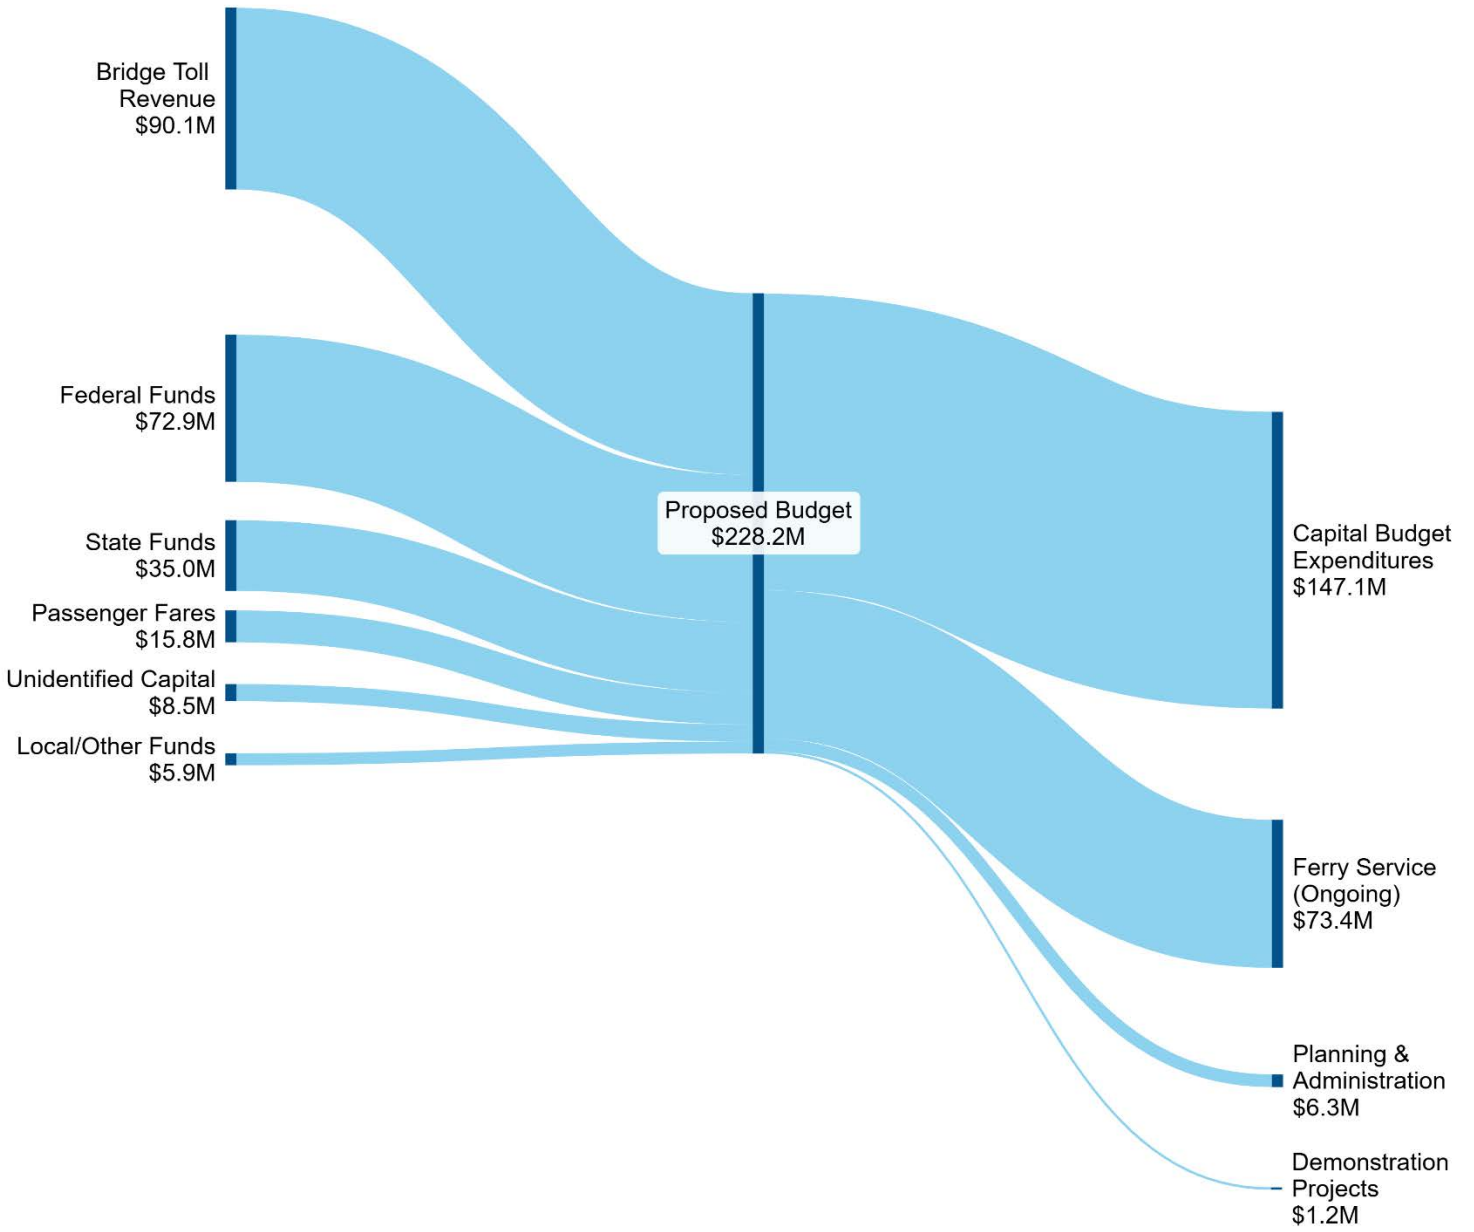 Bridge Toll
Revenue
$90.1M
Federal Funds
$72.9M
State Funds
$35.0M
Passenger Fares
$15.8M
Unidentified Capital
$8.5M
Local/Other Funds
$5.9M
Proposed Budget
$228.2M
Capital Budget
Expenditures
$147.1M
Ferry Service
(Ongoing)
$73.4M
Planning &
Administration
$6.3M
Demonstration
Projects
$1.2M